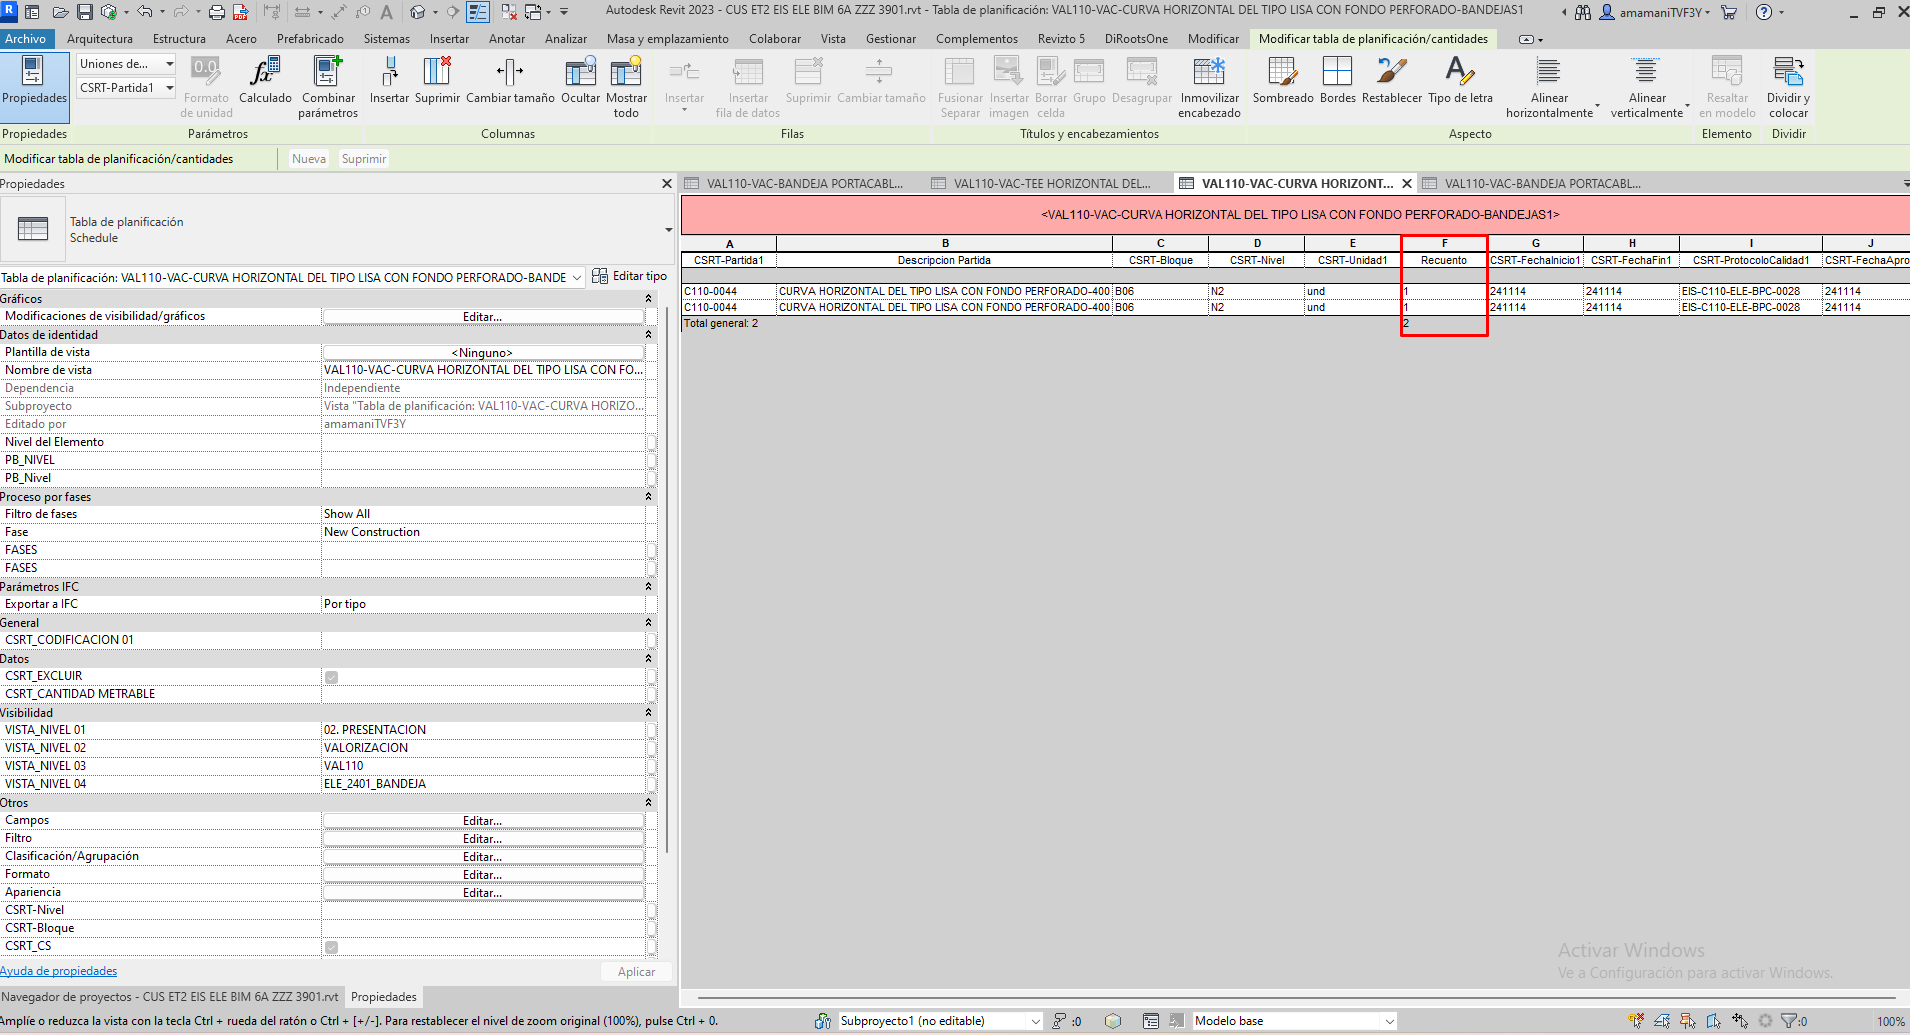 Autodesk Revit 2023 - CUS ET2 EIS ELE BIM 6A ZZZ 3901.rvt - Tabla de planificación: VAL110-VAC-CURVA HORIZONTAL DEL TIPO LISA CON FONDO PERFORADO-BANDEJAS1
amamaniTVF3Y
Archivo Arquitectura Estructura Acero Prefabricado Sistemas Insertar Anotar Analizar Masa y emplazamiento Colaborar Vista Gestionar Complementos Revizto 5 DiRootsOne Modificar Modificar tabla de planificación/cantidades
Uniones de...
CSRT-Partida1
Propiedades
Formato de unidad
Calculado
Combinar parámetros
Insertar Suprimir Cambiar tamaño Ocultar Mostrar todo
Insertar
Insertar fila de datos
Suprimir Cambiar tamaño
Fusionar Separar
Insertar imagen
Borrar celda
Grupo Desagrupar
Inmovilizar encabezado
Sombreado Bordes Restablecer Tipo de letra
Alinear horizontalmente
Alinear verticalmente
Resaltar en modelo
Dividir y colocar
Propiedades Parámetros Columnas Filas Títulos y encabezamientos Aspecto Elemento Dividir
Modificar tabla de planificación/cantidades Nueva Suprimir
Propiedades
Tabla de planificación
Schedule
Tabla de planificación: VAL110-VAC-CURVA HORIZONTAL DEL TIPO LISA CON FONDO PERFORADO-BANDE Editar tipo
Gráficos
Modificaciones de visibilidad/gráficos Editar...
Datos de identidad
Plantilla de vista <Ninguno>
Nombre de vista VAL110-VAC-CURVA HORIZONTAL DEL TIPO LISA CON FO...
Dependencia Independiente
Subproyecto Vista "Tabla de planificación: VAL110-VAC-CURVA HORIZO...
Editado por amamaniTVF3Y
Nivel del Elemento
PB_NIVEL
PB_Nivel
Proceso por fases
Filtro de fases Show All
Fase New Construction
FASES
FASES
Parámetros IFC
Exportar a IFC Por tipo
General
CSRT_CODIFICACION 01
Datos
CSRT_EXCLUIR
CSRT_CANTIDAD METRABLE
Visibilidad
VISTA_NIVEL 01 02. PRESENTACION
VISTA_NIVEL 02 VALORIZACION
VISTA_NIVEL 03 VAL110
VISTA_NIVEL 04 ELE_2401_BANDEJA
Otros
Campos Editar...
Filtro Editar...
Clasificación/Agrupación Editar...
Formato Editar...
Apariencia Editar...
CSRT-Nivel
CSRT-Bloque
CSRT_CS
Ayuda de propiedades Aplicar
Navegador de proyectos - CUS ET2 EIS ELE BIM 6A ZZZ 3901.rvt Propiedades
VAL110-VAC-BANDEJA PORTACABL... VAL110-VAC-TEE HORIZONTAL DEL... VAL110-VAC-CURVA HORIZONT... VAL110-VAC-BANDEJA PORTACABL...
<VAL110-VAC-CURVA HORIZONTAL DEL TIPO LISA CON FONDO PERFORADO-BANDEJAS1>
A B C D E F G H I J
CSRT-Partida1 Descripcion Partida CSRT-Bloque CSRT-Nivel CSRT-Unidad1 Recuento CSRT-FechaInicio1 CSRT-FechaFin1 CSRT-ProtocoloCalidad1 CSRT-FechaApro
C110-0044 CURVA HORIZONTAL DEL TIPO LISA CON FONDO PERFORADO-400 B06 N2 und 1 241114 241114 EIS-C110-ELE-BPC-0028 241114
C110-0044 CURVA HORIZONTAL DEL TIPO LISA CON FONDO PERFORADO-400 B06 N2 und 1 241114 241114 EIS-C110-ELE-BPC-0028 241114
Total general: 2 2
Activar Windows
Ve a Configuración para activar Windows.
Amplíe o reduzca la vista con la tecla Ctrl + rueda del ratón o Ctrl + [+/-]. Para restablecer el nivel de zoom original (100%), pulse Ctrl + 0. Subproyecto1 (no editable) :0 Modelo base :0 100%